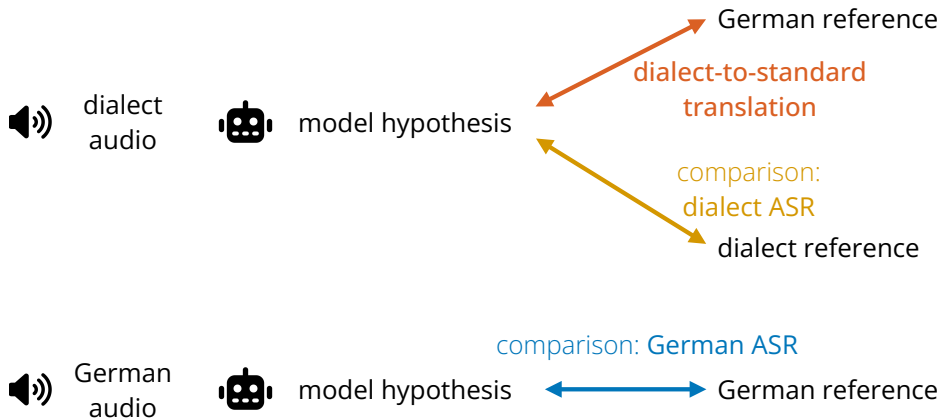 German reference
dialect-to-standard
translation
dialect
audio
model hypothesis
comparison:
dialect ASR
dialect reference
comparison: German ASR
German
audio
model hypothesis
German reference